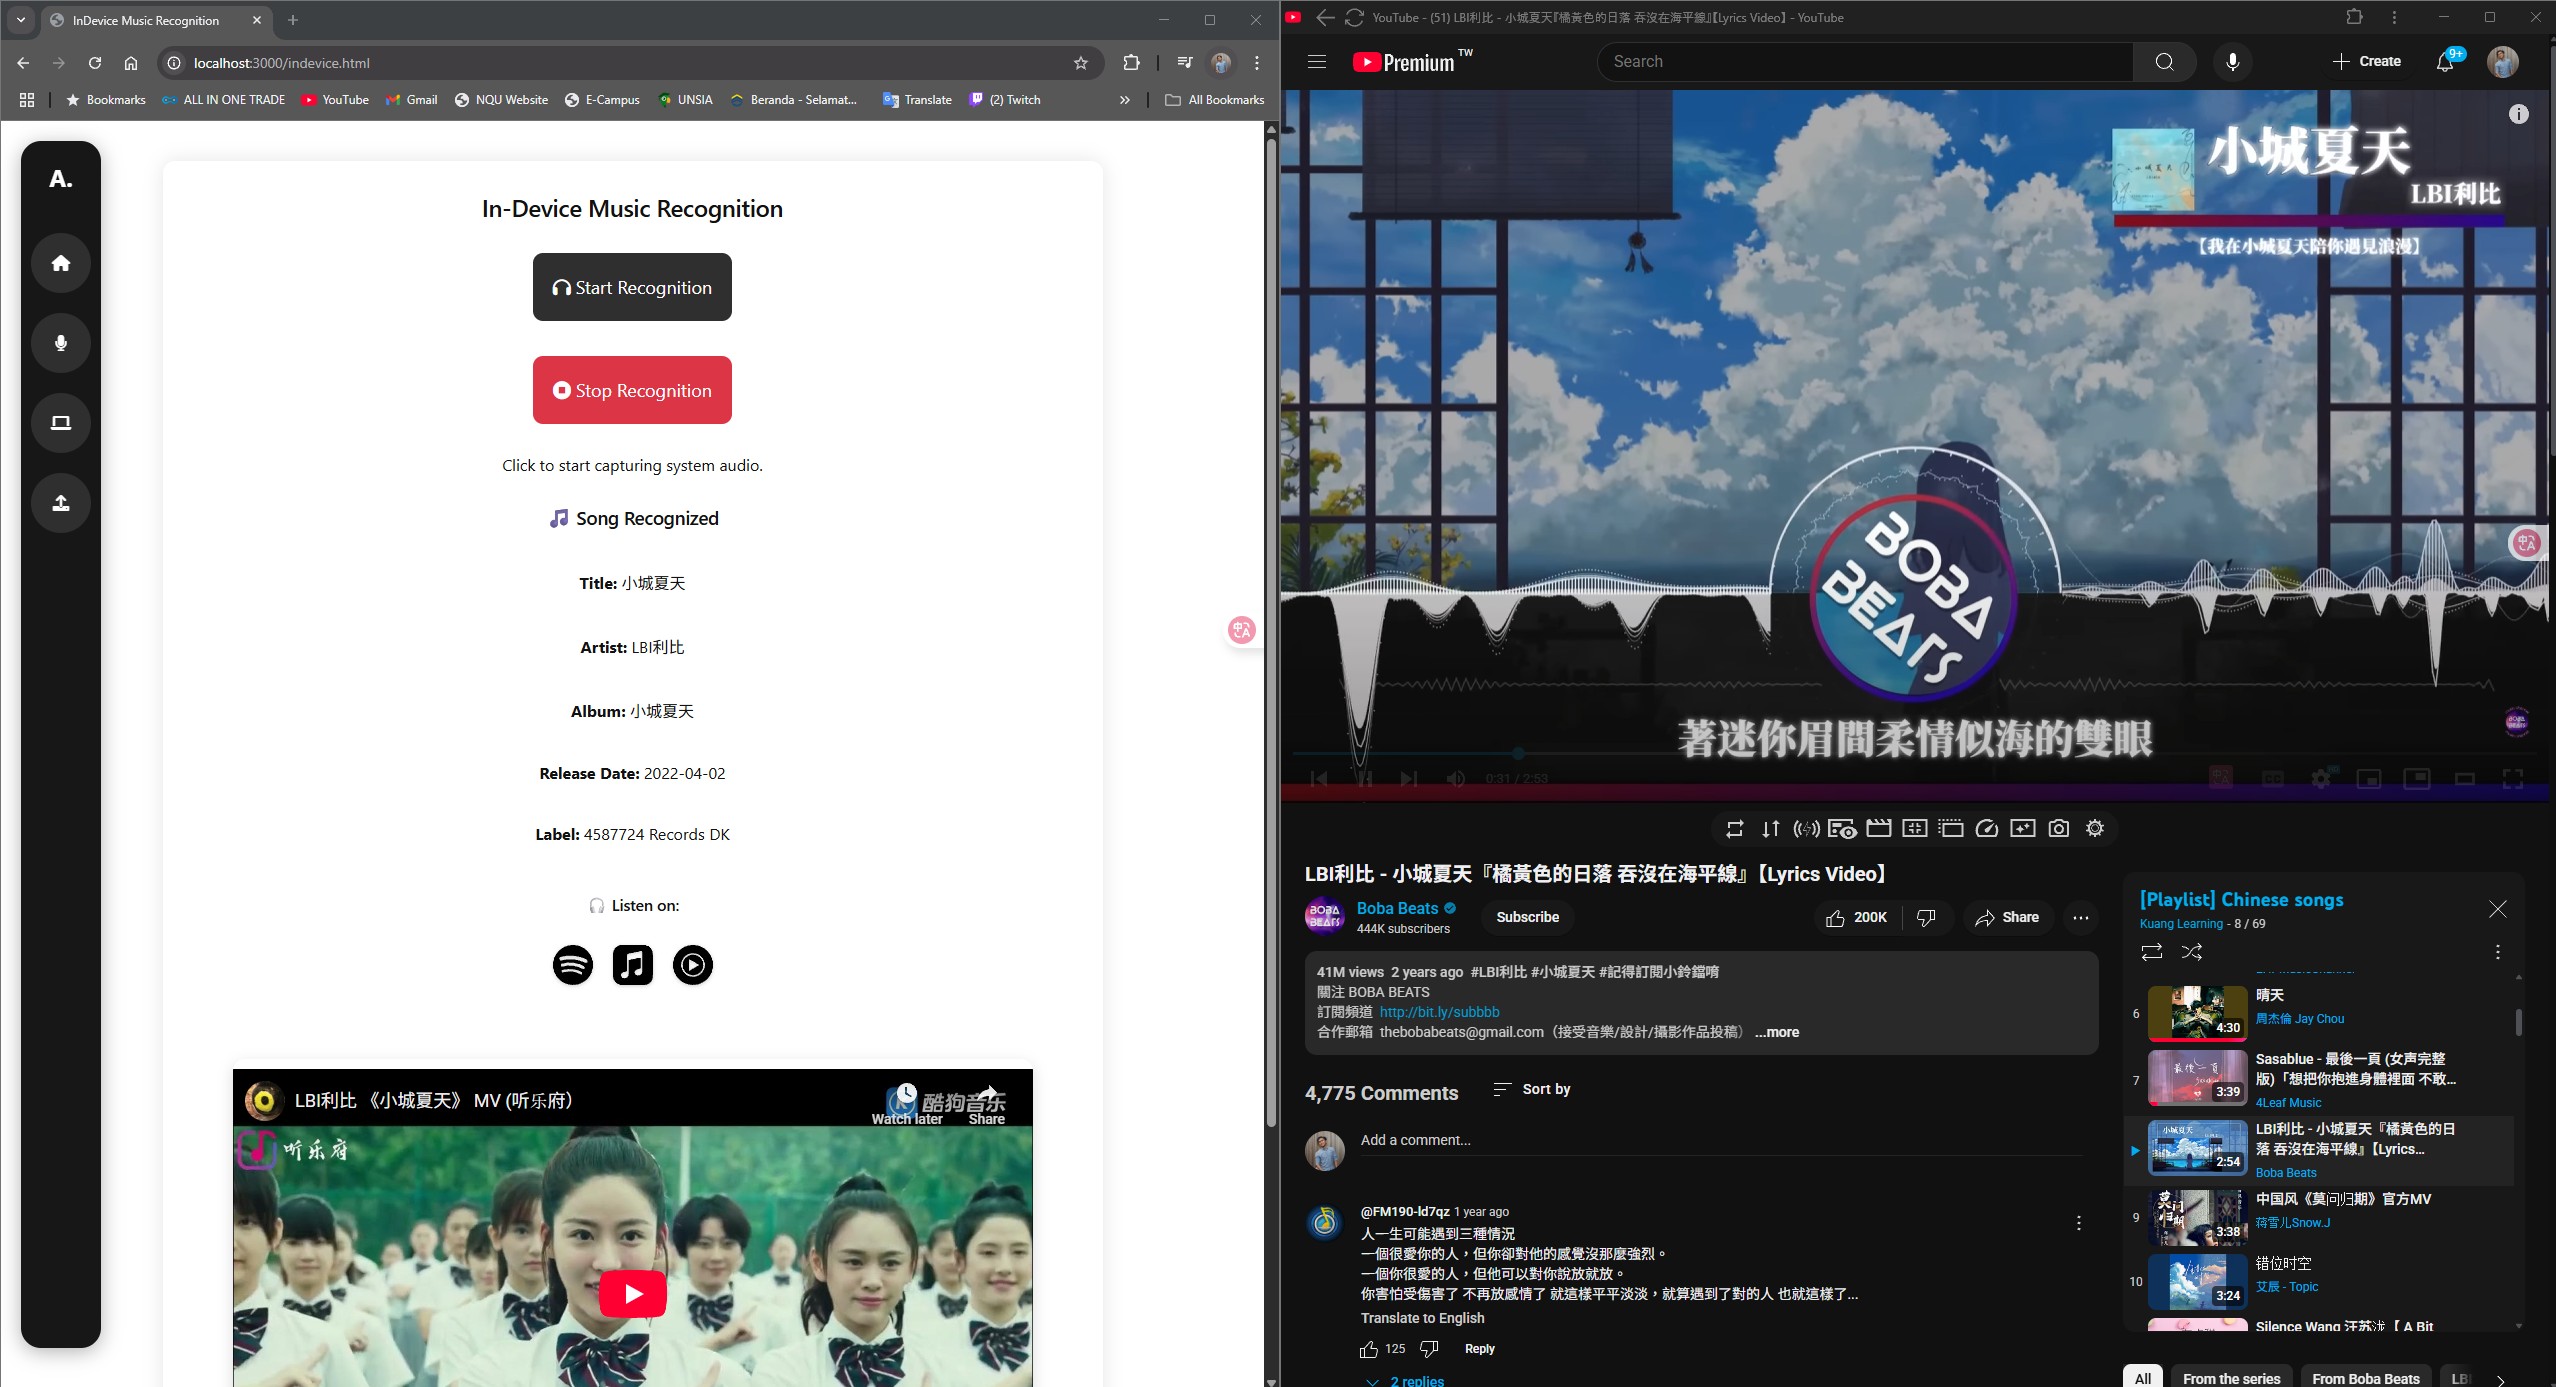 InDevice Music Recognition
localhost:3000/indevice.html
Bookmarks
ALL IN ONE TRADE
YouTube
Gmail
NQU Website
E-Campus
UNSIA
Beranda - Selamat...
Translate
(2) Twitch
All Bookmarks
A.
In-Device Music Recognition
Start Recognition
Stop Recognition
Click to start capturing system audio.
Song Recognized
Title: 小城夏天
Artist: LBI利比
Album: 小城夏天
Release Date: 2022-04-02
Label: 4587724 Records DK
Listen on:
LBI利比 《小城夏天》 MV (听乐府)
酷狗音乐
Watch later
Share
听乐府
YouTube - (51) LBI利比 - 小城夏天『橘黃色的日落 吞沒在海平線』【Lyrics Video】 - YouTube
Premium TW
Search
Create
9+
小城夏天
LBI利比
【我在小城夏天陪你遇見浪漫】
BOBA
BEATS
著迷你眉間柔情似海的雙眼
0:31 / 2:53
LBI利比 - 小城夏天『橘黃色的日落 吞沒在海平線』【Lyrics Video】
BOBA
BEATS
Boba Beats
444K subscribers
Subscribe
200K
Share
41M views 2 years ago #LBI利比 #小城夏天 #記得訂閱小鈴鐺唷
關注 BOBA BEATS
訂閱頻道 http://bit.ly/subbbb
合作郵箱 thebobabeats@gmail.com（接受音樂/設計/攝影作品投稿） ...more
4,775 Comments
Sort by
Add a comment...
@FM190-ld7qz 1 year ago
人一生可能遇到三種情況
一個很愛你的人，但你卻對他的感覺沒那麼強烈。
一個你很愛的人，但他可以對你說放就放。
你害怕受傷害了 不再放感情了 就這樣平平淡淡，就算遇到了對的人 也就這樣了...
Translate to English
125
Reply
2 replies
[Playlist] Chinese songs
Kuang Learning - 8 / 69
6
4:30
晴天
周杰倫 Jay Chou
7
最後一頁
3:39
Sasablue - 最後一頁 (女声完整
版)「想把你抱進身體裡面 不敢...
4Leaf Music
小城夏天
2:54
LBI利比 - 小城夏天『橘黃色的日
落 吞沒在海平線』【Lyrics...
Boba Beats
9
莫问归期
3:38
中国风《莫问归期》官方MV
蒋雪儿Snow.J
10
3:24
错位时空
艾辰 - Topic
Silence Wang 汪苏泷【 A Bit
All
From the series
From Boba Beats
LBI